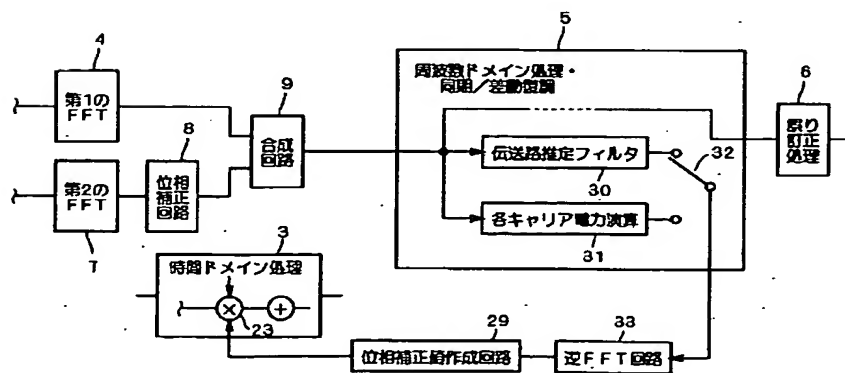 4
第1の
FFT
7
第2の
FFT
8
位相
補正
回路
9
合成
回路
5
周波数ドメイン処理・
同期/差動復調
伝送路推定フィルタ
30
各キャリア電力演算
31
32
6
誤り
訂正
処理
3
時間ドメイン処理
×
+
23
29
位相補正値作成回路
33
逆FFT回路